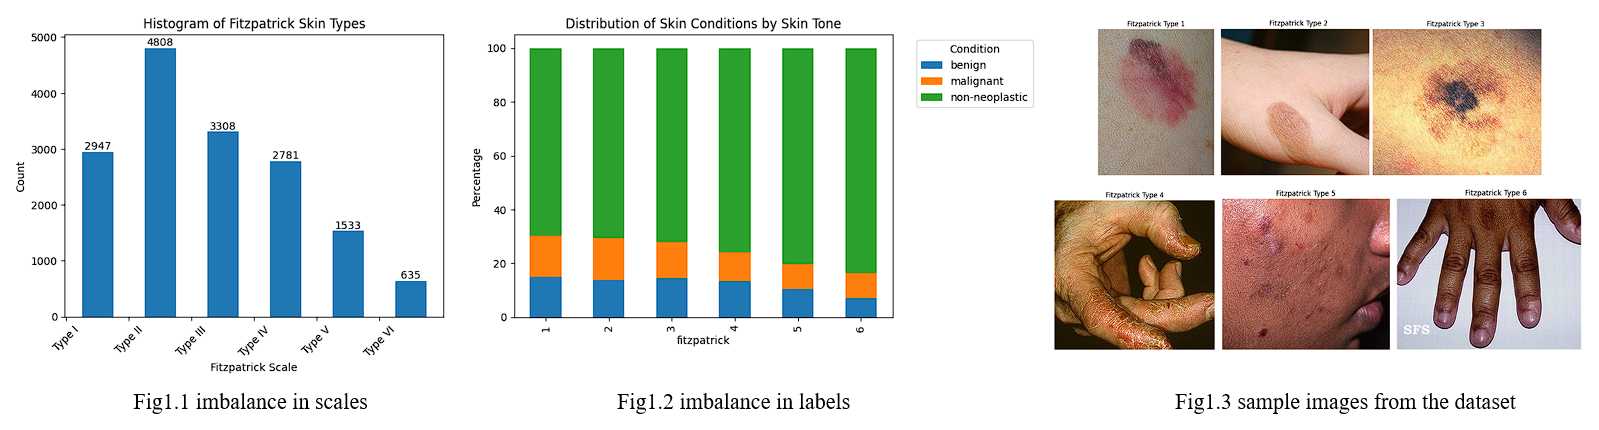 Histogram of Fitzpatrick Skin Types
5000
4000
3000
2000
1000
0
Count
2947
4808
3308
2781
1533
635
Type I
Type II
Type III
Type IV
Type V
Type VI
Fitzpatrick Scale
Fig1.1 imbalance in scales
Distribution of Skin Conditions by Skin Tone
100
80
60
40
20
0
Percentage
1
2
3
4
5
6
fitzpatrick
Condition
benign
malignant
non-neoplastic
Fig1.2 imbalance in labels
Fitzpatrick Type 1
Fitzpatrick Type 2
Fitzpatrick Type 3
Fitzpatrick Type 4
Fitzpatrick Type 5
Fitzpatrick Type 6
SFS
Fig1.3 sample images from the dataset